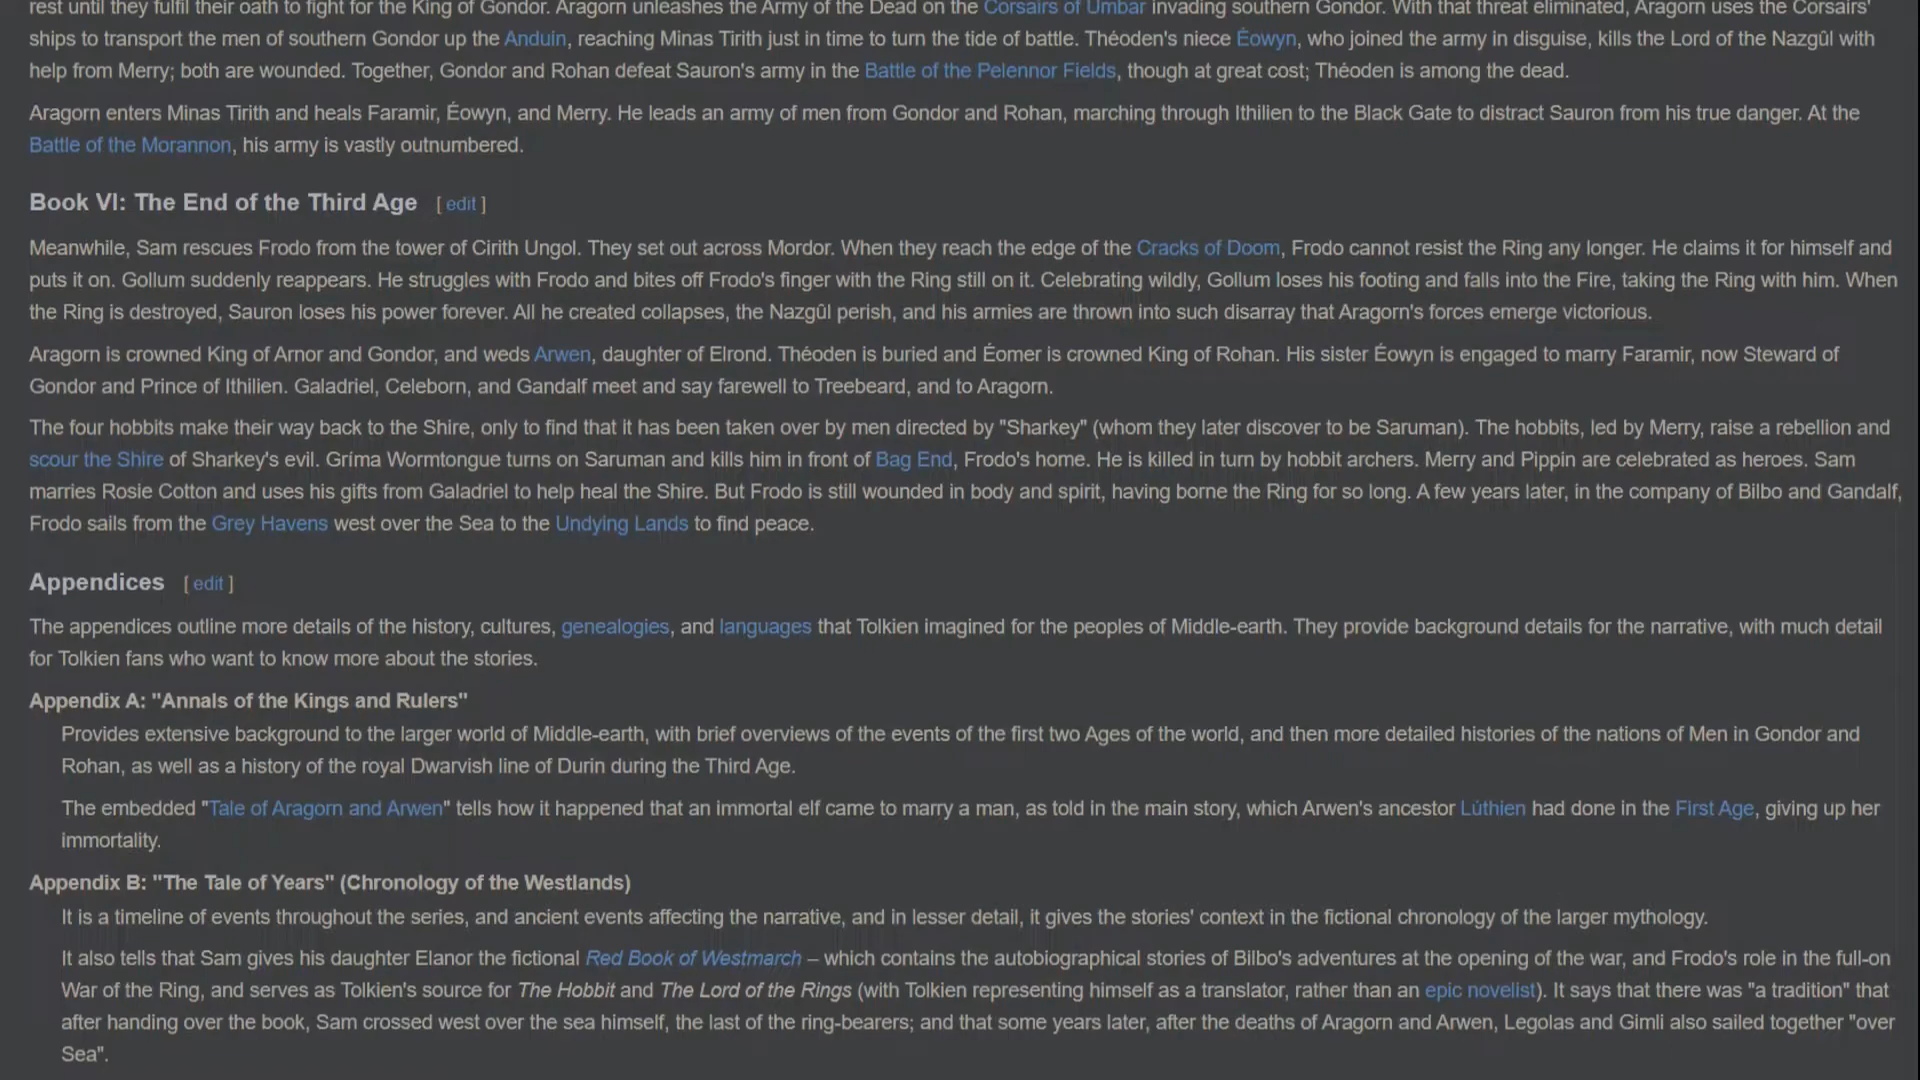 rest until they fulfil their oath to fight for the King of Gondor. Aragorn unleashes the Army of the Dead on the Corsairs of Umbar invading southern Gondor. With that threat eliminated, Aragorn uses the Corsairs'
ships to transport the men of southern Gondor up the Anduin, reaching Minas Tirith just in time to turn the tide of battle. Théoden's niece Éowyn, who joined the army in disguise, kills the Lord of the Nazgûl with
help from Merry; both are wounded. Together, Gondor and Rohan defeat Sauron's army in the Battle of the Pelennor Fields, though at great cost; Théoden is among the dead.
Aragorn enters Minas Tirith and heals Faramir, Éowyn, and Merry. He leads an army of men from Gondor and Rohan, marching through Ithilien to the Black Gate to distract Sauron from his true danger. At the
Battle of the Morannon, his army is vastly outnumbered.
Book VI: The End of the Third Age [ edit ]
Meanwhile, Sam rescues Frodo from the tower of Cirith Ungol. They set out across Mordor. When they reach the edge of the Cracks of Doom, Frodo cannot resist the Ring any longer. He claims it for himself and
puts it on. Gollum suddenly reappears. He struggles with Frodo and bites off Frodo's finger with the Ring still on it. Celebrating wildly, Gollum loses his footing and falls into the Fire, taking the Ring with him. When
the Ring is destroyed, Sauron loses his power forever. All he created collapses, the Nazgûl perish, and his armies are thrown into such disarray that Aragorn's forces emerge victorious.
Aragorn is crowned King of Arnor and Gondor, and weds Arwen, daughter of Elrond. Théoden is buried and Éomer is crowned King of Rohan. His sister Éowyn is engaged to marry Faramir, now Steward of
Gondor and Prince of Ithilien. Galadriel, Celeborn, and Gandalf meet and say farewell to Treebeard, and to Aragorn.
The four hobbits make their way back to the Shire, only to find that it has been taken over by men directed by "Sharkey" (whom they later discover to be Saruman). The hobbits, led by Merry, raise a rebellion and
scour the Shire of Sharkey's evil. Gríma Wormtongue turns on Saruman and kills him in front of Bag End, Frodo's home. He is killed in turn by hobbit archers. Merry and Pippin are celebrated as heroes. Sam
marries Rosie Cotton and uses his gifts from Galadriel to help heal the Shire. But Frodo is still wounded in body and spirit, having borne the Ring for so long. A few years later, in the company of Bilbo and Gandalf,
Frodo sails from the Grey Havens west over the Sea to the Undying Lands to find peace.
Appendices [ edit ]
The appendices outline more details of the history, cultures, genealogies, and languages that Tolkien imagined for the peoples of Middle-earth. They provide background details for the narrative, with much detail
for Tolkien fans who want to know more about the stories.
Appendix A: "Annals of the Kings and Rulers"
Provides extensive background to the larger world of Middle-earth, with brief overviews of the events of the first two Ages of the world, and then more detailed histories of the nations of Men in Gondor and
Rohan, as well as a history of the royal Dwarvish line of Durin during the Third Age.
The embedded "Tale of Aragorn and Arwen" tells how it happened that an immortal elf came to marry a man, as told in the main story, which Arwen's ancestor Lúthien had done in the First Age, giving up her
immortality.
Appendix B: "The Tale of Years" (Chronology of the Westlands)
It is a timeline of events throughout the series, and ancient events affecting the narrative, and in lesser detail, it gives the stories' context in the fictional chronology of the larger mythology.
It also tells that Sam gives his daughter Elanor the fictional Red Book of Westmarch – which contains the autobiographical stories of Bilbo's adventures at the opening of the war, and Frodo's role in the full-on
War of the Ring, and serves as Tolkien's source for The Hobbit and The Lord of the Rings (with Tolkien representing himself as a translator, rather than an epic novelist). It says that there was "a tradition" that
after handing over the book, Sam crossed west over the sea himself, the last of the ring-bearers; and that some years later, after the deaths of Aragorn and Arwen, Legolas and Gimli also sailed together "over
Sea".